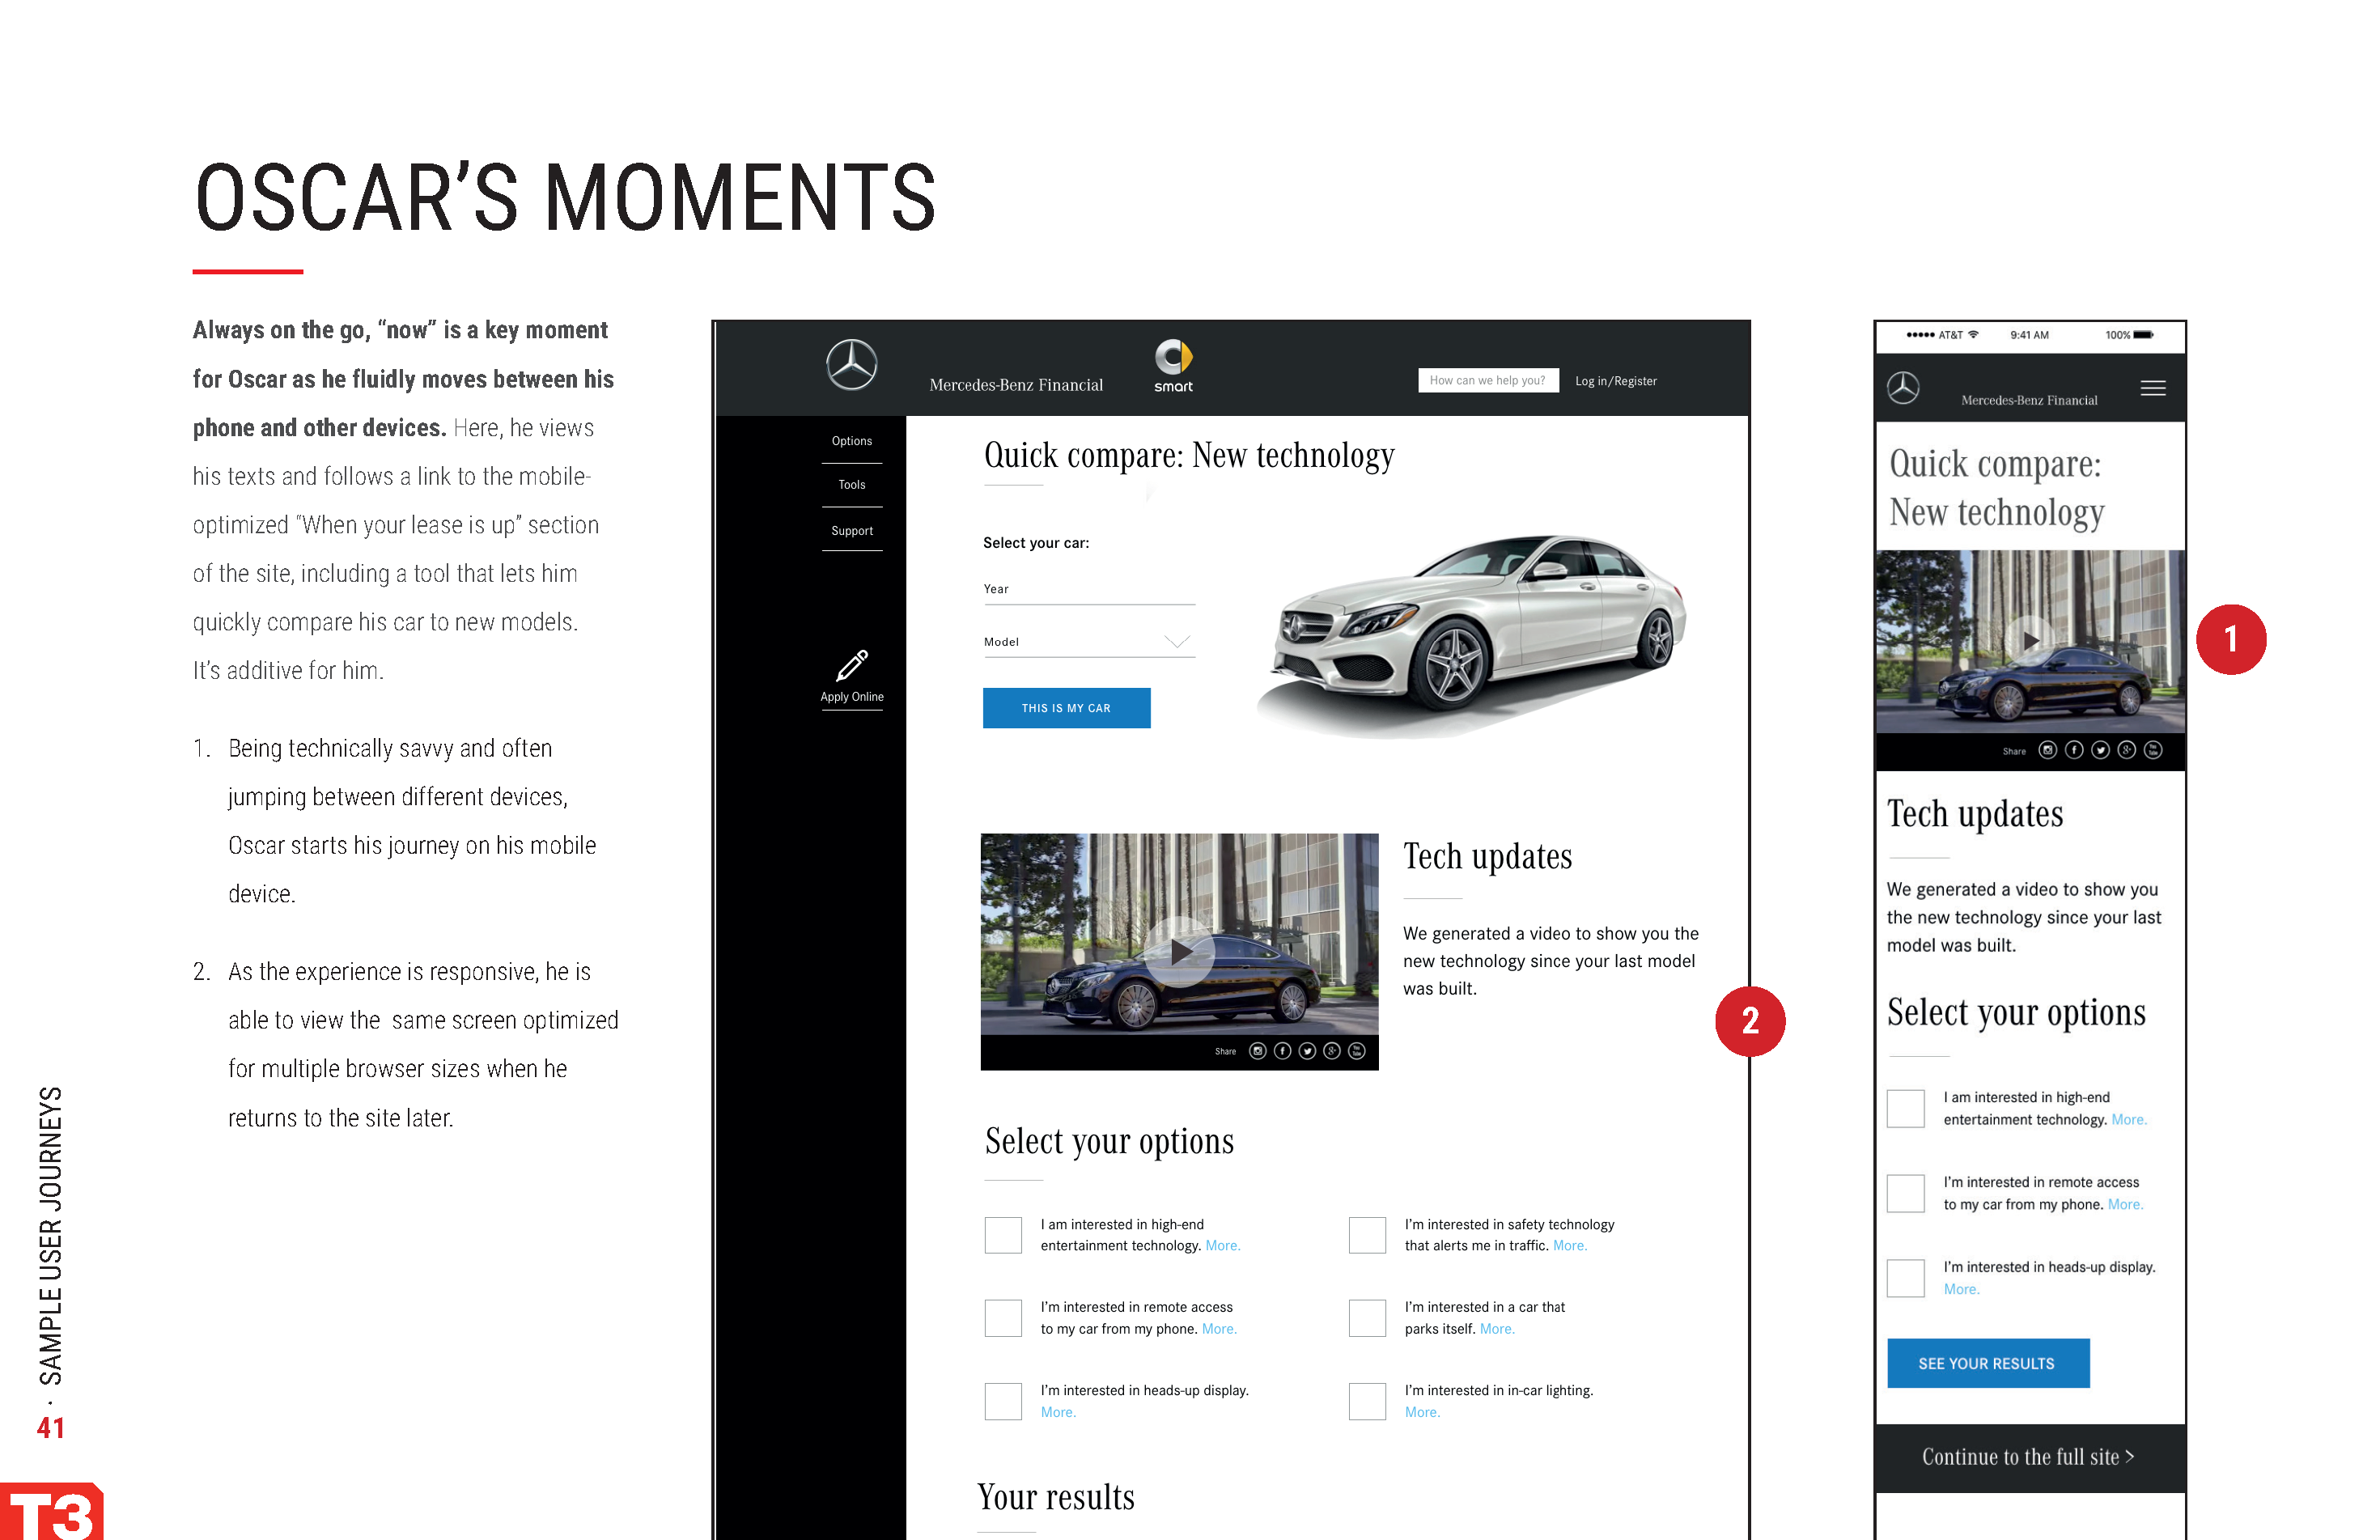 OSCAR’S MOMENTS
Always on the go, “now” is a key moment
for Oscar as he fluidly moves between his
phone and other devices. Here, he views
his texts and follows a link to the mobile-
optimized “When your lease is up” section
of the site, including a tool that lets him
quickly compare his car to new models.
It’s additive for him.
1. Being technically savvy and often
jumping between different devices,
Oscar starts his journey on his mobile
device.
2. As the experience is responsive, he is
able to view the same screen optimized
for multiple browser sizes when he
returns to the site later.
Mercedes-Benz Financial
smart
How can we help you?
Log in/Register
Options
Tools
Support
Apply Online
Quick compare: New technology
Select your car:
Year
Model
THIS IS MY CAR
Share
You
Tube
Tech updates
We generated a video to show you the
new technology since your last model
was built.
2
Select your options
I am interested in high-end
entertainment technology. More.
I’m interested in remote access
to my car from my phone. More.
I’m interested in heads-up display.
More.
I’m interested in safety technology
that alerts me in traffic. More.
I’m interested in a car that
parks itself. More.
I’m interested in in-car lighting.
More.
Your results
AT&T
9:41 AM
100%
Mercedes-Benz Financial
Quick compare:
New technology
1
Share
You
Tube
Tech updates
We generated a video to show you
the new technology since your last
model was built.
Select your options
I am interested in high-end
entertainment technology. More.
I’m interested in remote access
to my car from my phone. More.
I’m interested in heads-up display.
More.
SEE YOUR RESULTS
Continue to the full site >
41 · SAMPLE USER JOURNEYS
T3